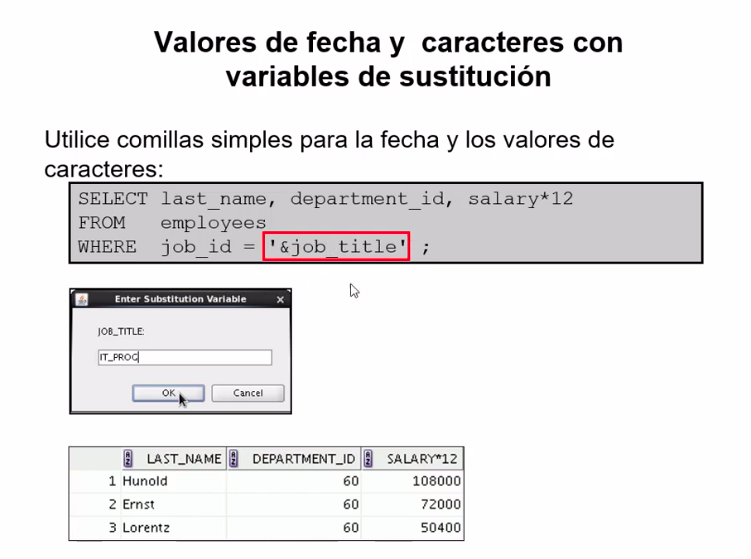 Valores de fecha y caracteres con
variables de sustitución
Utilice comillas simples para la fecha y los valores de
caracteres:
SELECT last_name, department_id, salary*12
FROM employees
WHERE job_id = '&job_title' ;
Enter Substitution Variable
JOB_TITLE:
IT_PROG
OK Cancel
LAST_NAME DEPARTMENT_ID SALARY*12
1 Hunold 60 108000
2 Ernst 60 72000
3 Lorentz 60 50400